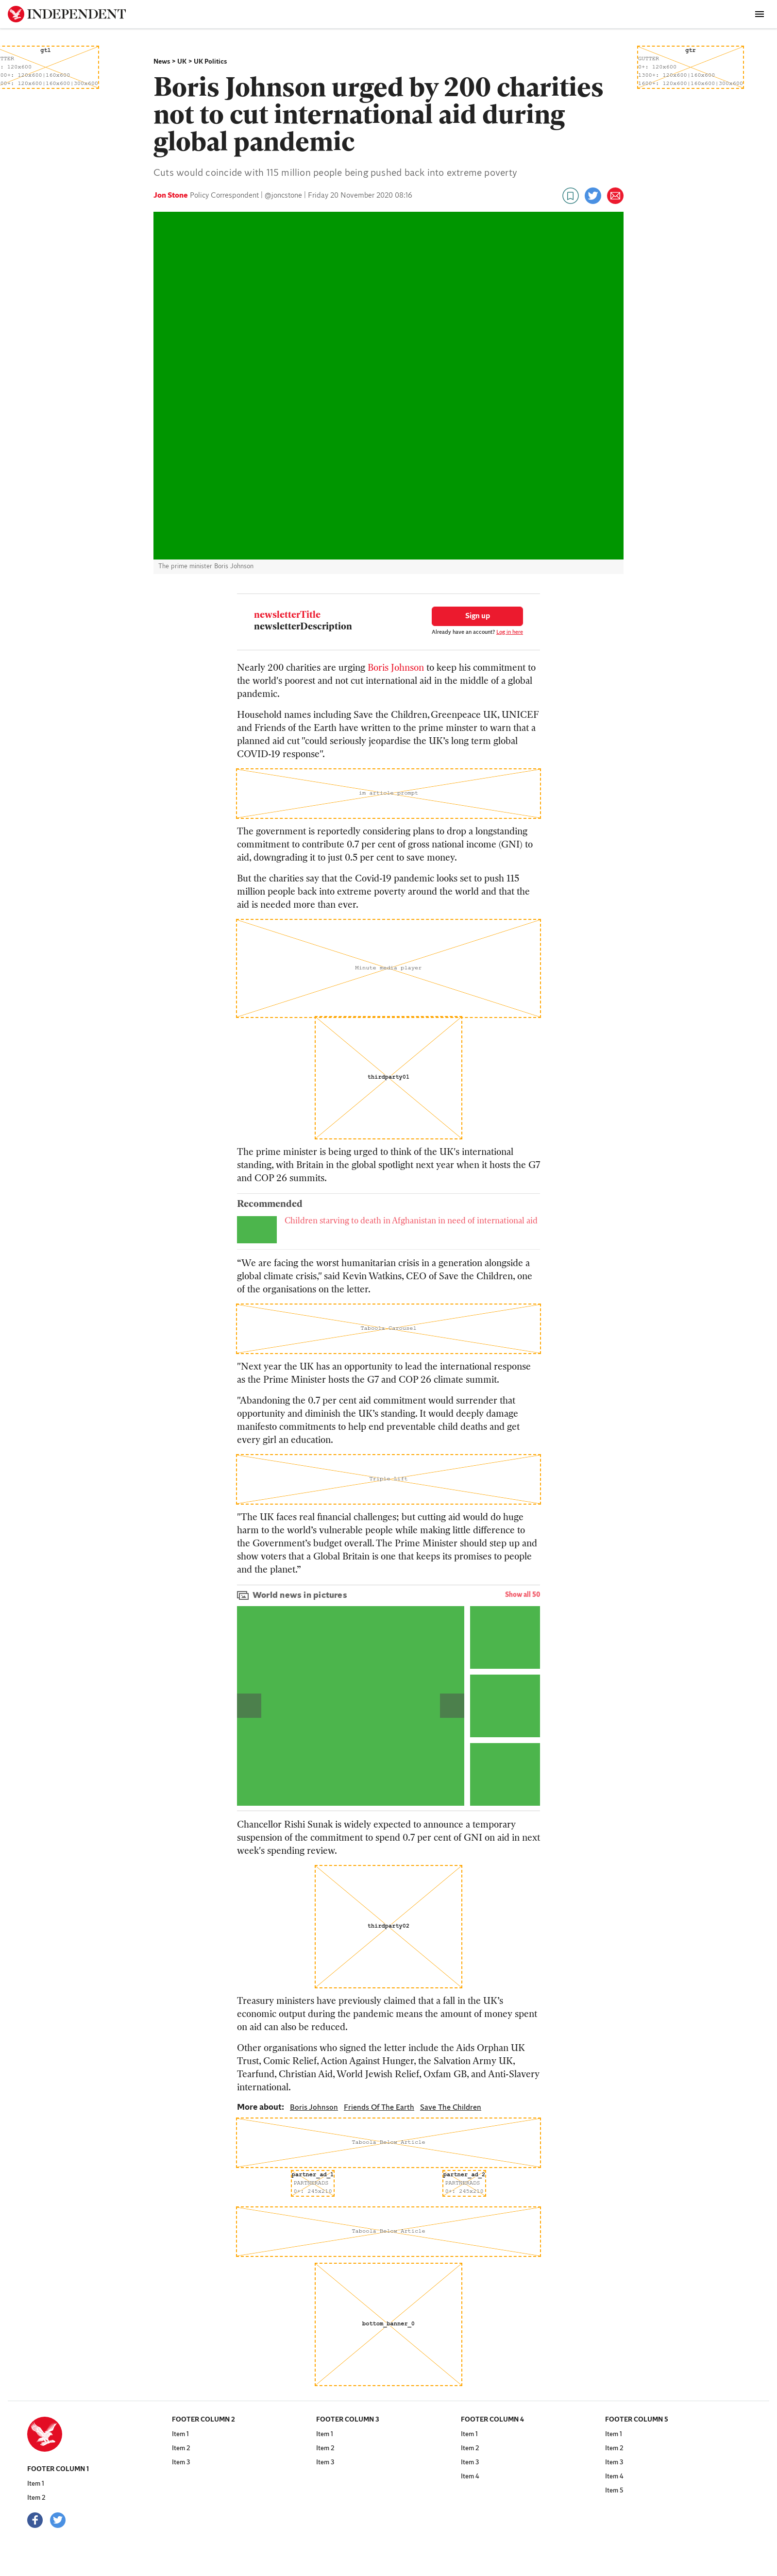 INDEPENDENT
gtl
120x600
120x600|160x600
120x600|160x600|300x600
gtr
GUTTER
0+: 120x600
1300+: 120x600|160x600
1600+: 120x600|160x600|300x600
News > UK > UK Politics
Boris Johnson urged by 200 charities
not to cut international aid during
global pandemic
Cuts would coincide with 115 million people being pushed back into extreme poverty
Jon Stone Policy Correspondent | @joncstone | Friday 20 November 2020 08:16
The prime minister Boris Johnson
newsletterTitle
newsletterDescription
Sign up
Already have an account? Log in here
Nearly 200 charities are urging Boris Johnson to keep his commitment to
the world's poorest and not cut international aid in the middle of a global
pandemic.
Household names including Save the Children, Greenpeace UK, UNICEF
and Friends of the Earth have written to the prime minster to warn that a
planned aid cut "could seriously jeopardise the UK's long term global
COVID-19 response".
im article prompt
The government is reportedly considering plans to drop a longstanding
commitment to contribute 0.7 per cent of gross national income (GNI) to
aid, downgrading it to just 0.5 per cent to save money.
But the charities say that the Covid-19 pandemic looks set to push 115
million people back into extreme poverty around the world and that the
aid is needed more than ever.
Minute media player
thirdparty01
The prime minister is being urged to think of the UK's international
standing, with Britain in the global spotlight next year when it hosts the G7
and COP 26 summits.
Recommended
Children starving to death in Afghanistan in need of international aid
“We are facing the worst humanitarian crisis in a generation alongside a
global climate crisis," said Kevin Watkins, CEO of Save the Children, one
of the organisations on the letter.
Taboola Carousel
"Next year the UK has an opportunity to lead the international response
as the Prime Minister hosts the G7 and COP 26 climate summit.
"Abandoning the 0.7 per cent aid commitment would surrender that
opportunity and diminish the UK’s standing. It would deeply damage
manifesto commitments to help end preventable child deaths and get
every girl an education.
Triple lift
"The UK faces real financial challenges; but cutting aid would do huge
harm to the world’s vulnerable people while making little difference to
the Government’s budget overall. The Prime Minister should step up and
show voters that a Global Britain is one that keeps its promises to people
and the planet.”
World news in pictures
Show all 50
Chancellor Rishi Sunak is widely expected to announce a temporary
suspension of the commitment to spend 0.7 per cent of GNI on aid in next
week's spending review.
thirdparty02
Treasury ministers have previously claimed that a fall in the UK's
economic output during the pandemic means the amount of money spent
on aid can also be reduced.
Other organisations who signed the letter include the Aids Orphan UK
Trust, Comic Relief, Action Against Hunger, the Salvation Army UK,
Tearfund, Christian Aid, World Jewish Relief, Oxfam GB, and Anti-Slavery
international.
More about: Boris Johnson Friends Of The Earth Save The Children
Taboola Below Article
partner_ad_1
PARTNERADS
0+: 245x210
partner_ad_2
PARTNERADS
0+: 245x210
Taboola Below Article
bottom_banner_0
FOOTER COLUMN 1
Item 1
Item 2
FOOTER COLUMN 2
Item 1
Item 2
Item 3
FOOTER COLUMN 3
Item 1
Item 2
Item 3
FOOTER COLUMN 4
Item 1
Item 2
Item 3
Item 4
FOOTER COLUMN 5
Item 1
Item 2
Item 3
Item 4
Item 5